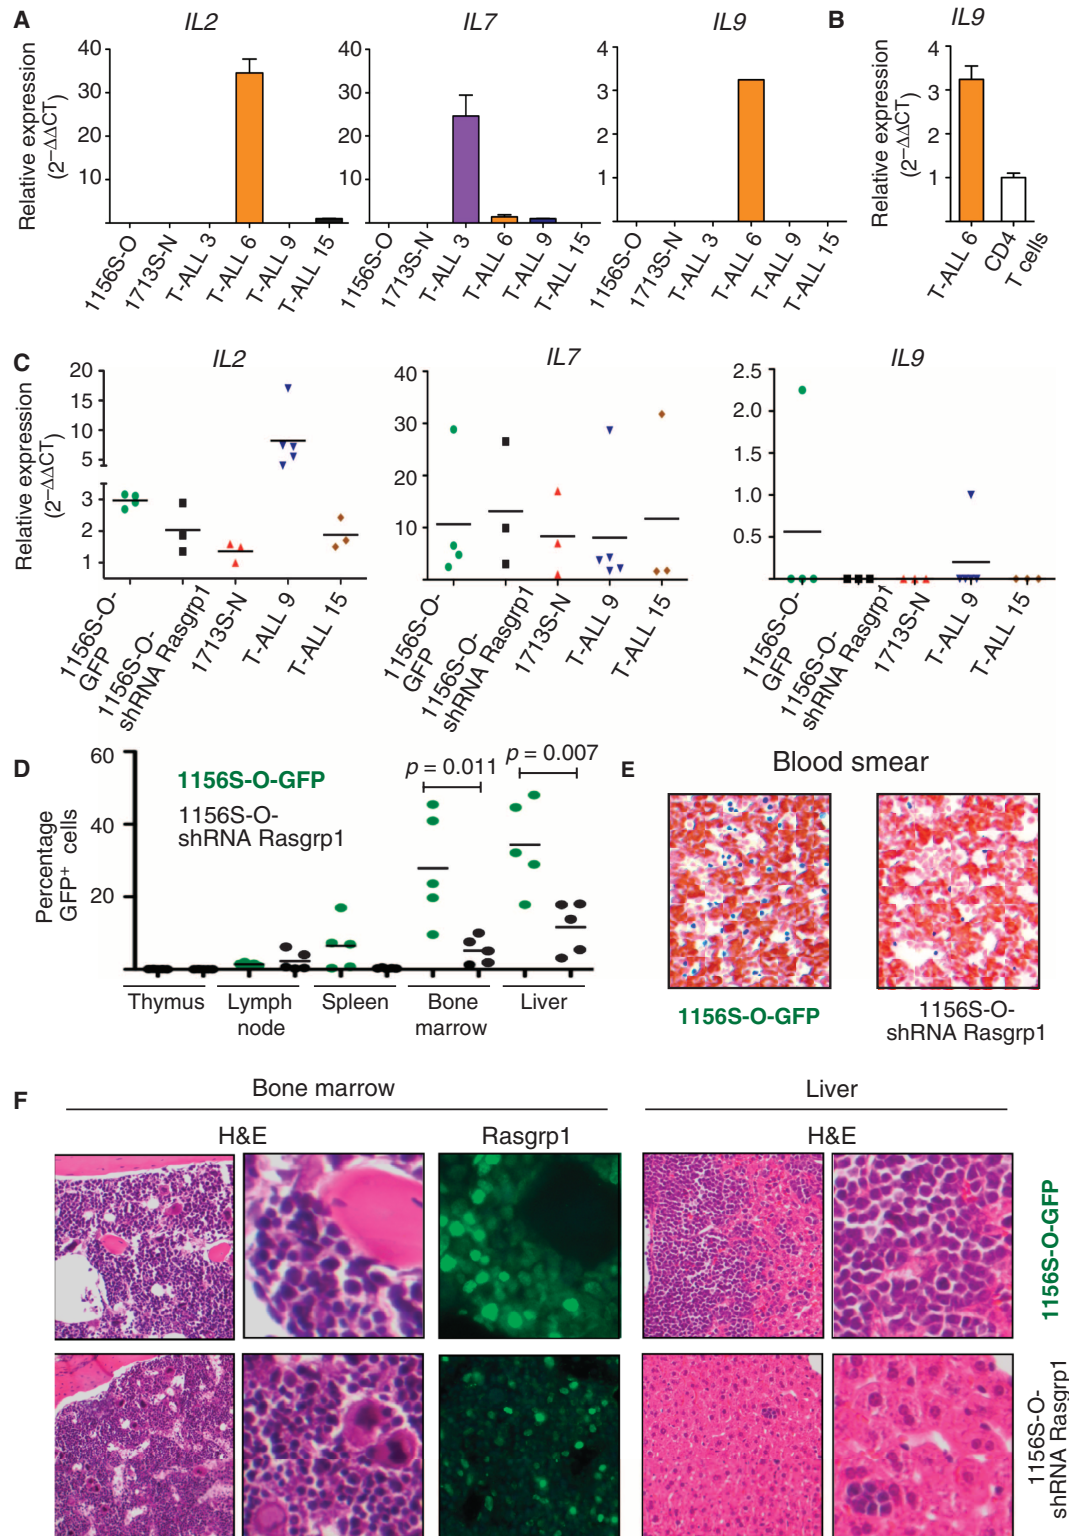 A
IL2
IL7
IL9
B
IL9
Relative expression
(2−ΔΔCT)
40
30
20
10
1156S-O
1713S-N
T-ALL 3
T-ALL 6
T-ALL 9
T-ALL 15
40
30
20
10
1156S-O
1713S-N
T-ALL 3
T-ALL 6
T-ALL 9
T-ALL 15
4
3
2
1
1156S-O
1713S-N
T-ALL 3
T-ALL 6
T-ALL 9
T-ALL 15
Relative expression
(2−ΔΔCT)
4
3
2
1
T-ALL 6
CD4
T cells
C
IL2
IL7
IL9
Relative expression
(2−ΔΔCT)
20
15
10
5
3
2
1
1156S-O-
GFP
1156S-O-
shRNA Rasgrp1
1713S-N
T-ALL 9
T-ALL 15
40
30
20
10
1156S-O-
GFP
1156S-O-
shRNA Rasgrp1
1713S-N
T-ALL 9
T-ALL 15
2.5
2.0
1.5
1.0
0.5
1156S-O-
GFP
1156S-O-
shRNA Rasgrp1
1713S-N
T-ALL 9
T-ALL 15
D
Percentage
GFP+ cells
60
40
20
1156S-O-GFP
1156S-O-
shRNA Rasgrp1
p = 0.011
p = 0.007
Thymus
Lymph
node
Spleen
Bone
marrow
Liver
E
Blood smear
1156S-O-GFP
1156S-O-
shRNA Rasgrp1
F
Bone marrow
Liver
H&E
Rasgrp1
H&E
1156S-O-GFP
1156S-O-
shRNA Rasgrp1